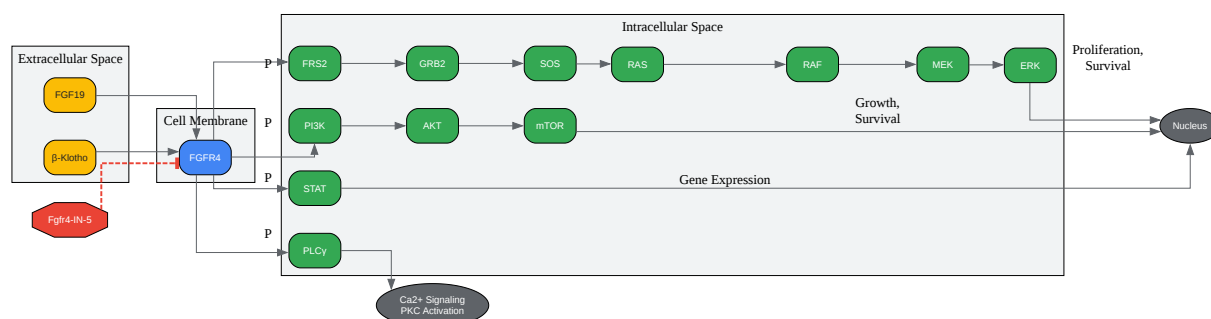 Intracellular Space
Extracellular Space
Cell Membrane
FGF19
β-Klotho
FGFR4
Fgfr4-IN-5
P
FRS2
GRB2
SOS
RAS
RAF
MEK
ERK
Proliferation,
Survival
P
PI3K
AKT
mTOR
Growth,
Survival
Nucleus
P
STAT
Gene Expression
P
PLCγ
Ca2+ Signaling
PKC Activation